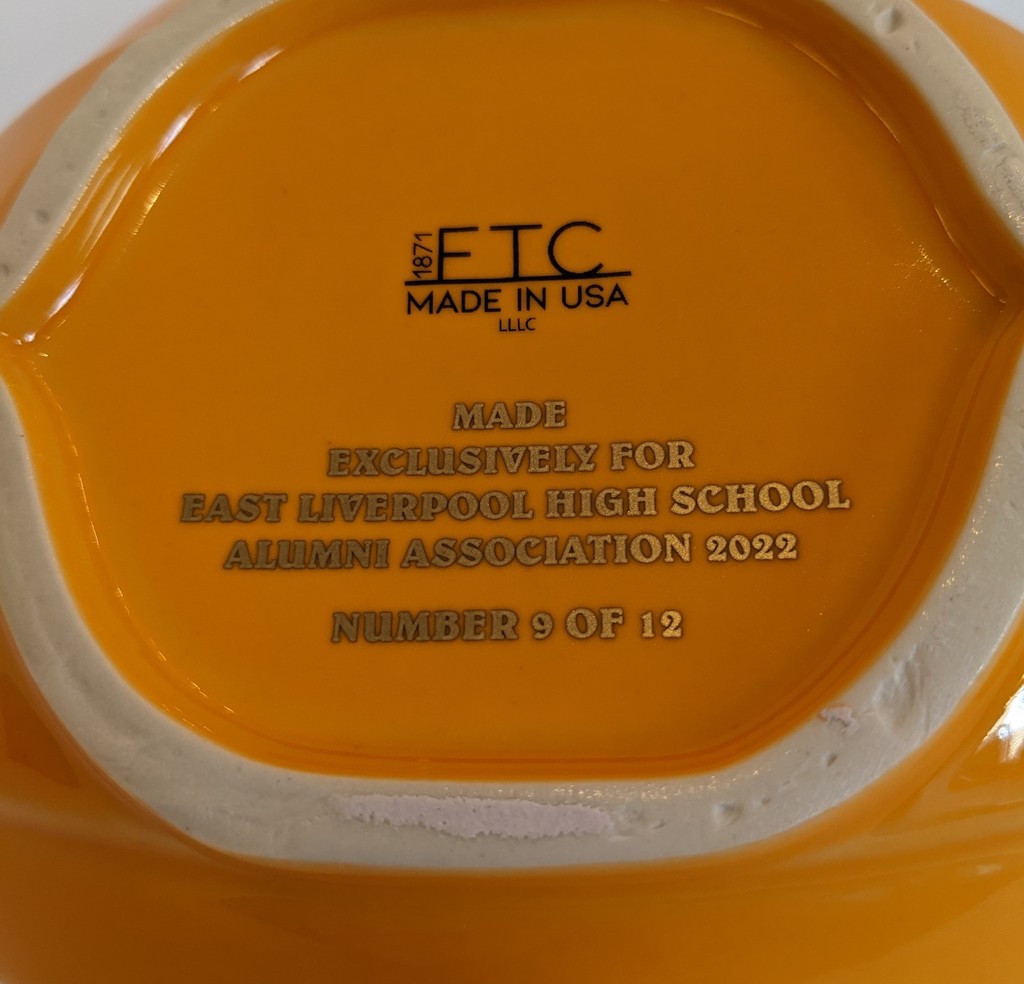 1871 FTC
MADE IN USA
LLLC
MADE
EXCLUSIVELY FOR
EAST LIVERPOOL HIGH SCHOOL
ALUMNI ASSOCIATION 2022
NUMBER 9 OF 12